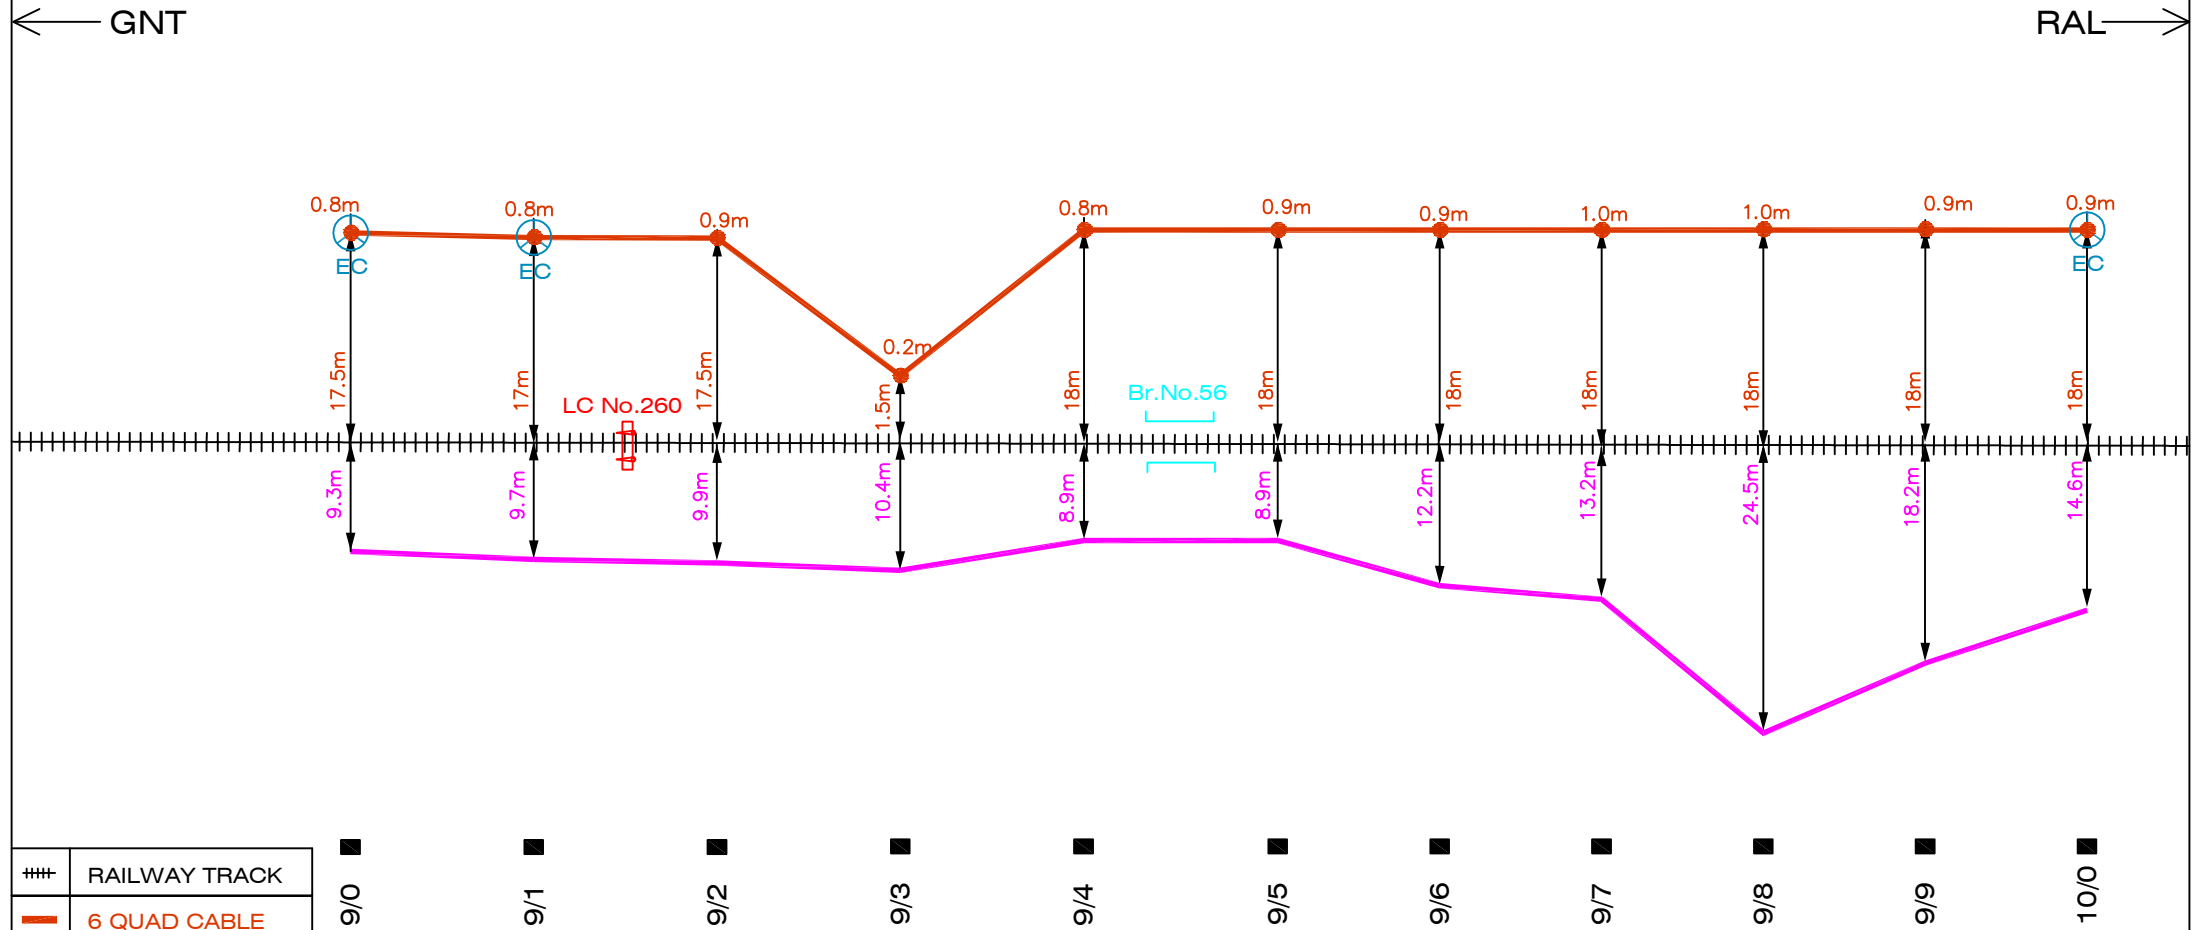 GNT
RAL
0.8m
0.8m
0.9m
0.2m
0.8m
0.9m
0.9m
1.0m
1.0m
0.9m
0.9m
EC
EC
EC
17.5m
17m
17.5m
1.5m
18m
18m
18m
18m
18m
18m
18m
LC No.260
Br.No.56
9.3m
9.7m
9.9m
10.4m
8.9m
8.9m
12.2m
13.2m
24.5m
18.2m
14.6m
RAILWAY TRACK
6 QUAD CABLE
9/0
9/1
9/2
9/3
9/4
9/5
9/6
9/7
9/8
9/9
10/0